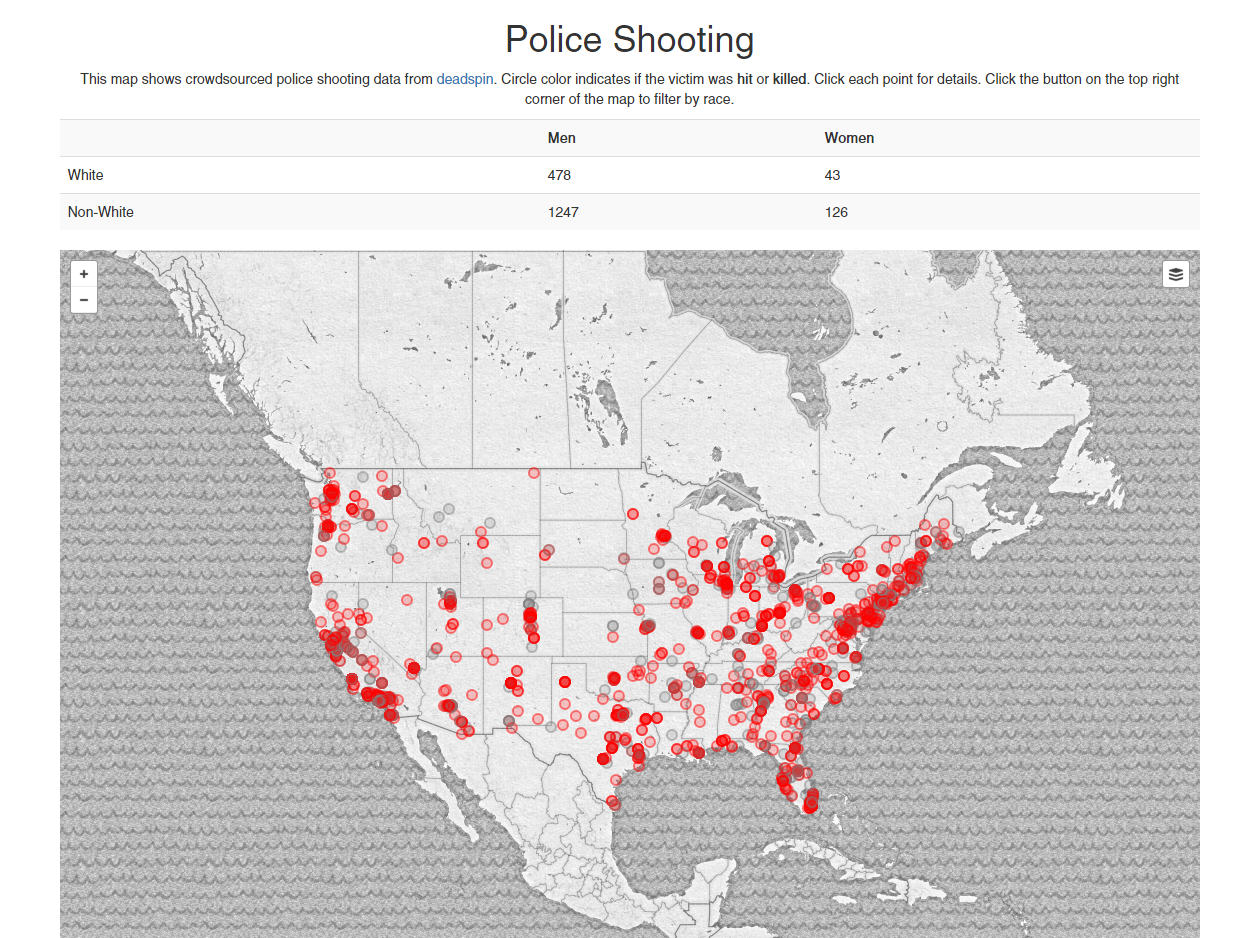 Police Shooting
This map shows crowdsourced police shooting data from deadspin. Circle color indicates if the victim was hit or killed. Click each point for details. Click the button on the top right
corner of the map to filter by race.
Men Women
White 478 43
Non-White 1247 126
+
−